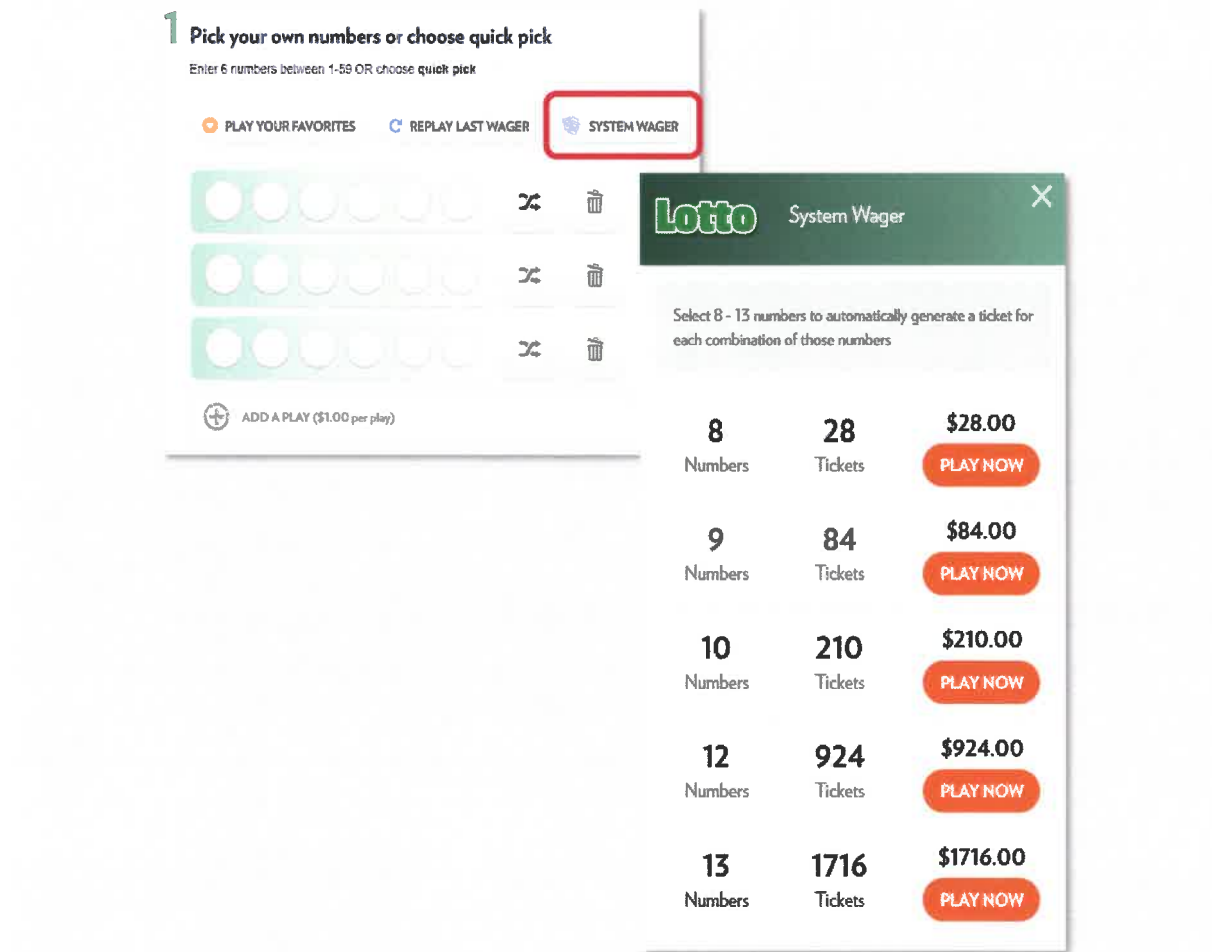 1 Pick your own numbers or choose quick pick
Enter 6 numbers between 1-59 OR choose quick pick
PLAY YOUR FAVORITES REPLAY LAST WAGER SYSTEM WAGER
ADD A PLAY ($1.00 per play)
Lotto System Wager
Select 8 - 13 numbers to automatically generate a ticket for
each combination of those numbers
8 28 $28.00
Numbers Tickets PLAY NOW
9 84 $84.00
Numbers Tickets PLAY NOW
10 210 $210.00
Numbers Tickets PLAY NOW
12 924 $924.00
Numbers Tickets PLAY NOW
13 1716 $1716.00
Numbers Tickets PLAY NOW